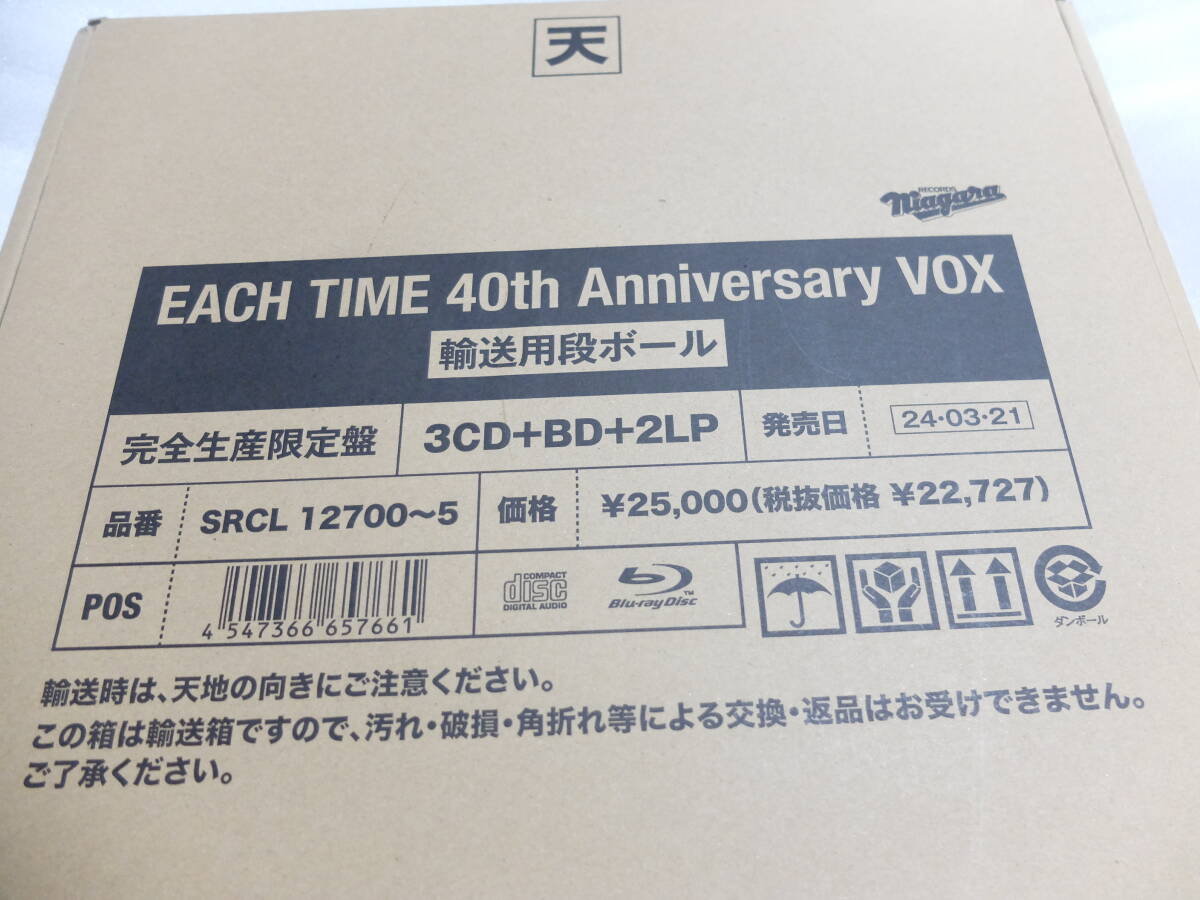 天
RECORDS
Niagara
EACH TIME 40th Anniversary VOX
輸送用段ボール
完全生産限定盤 3CD+BD+2LP 発売日 24・03・21
品番 SRCL 12700〜5 価格 ¥25,000(税抜価格 ¥22,727)
POS
4 547366 657661
COMPACT
disc
DIGITAL AUDIO
Blu-ray Disc™
ダンボール
輸送時は、天地の向きにご注意ください。
この箱は輸送箱ですので、汚れ・破損・角折れ等による交換・返品はお受けできません。
ご了承ください。